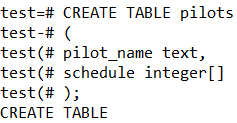 test=# CREATE TABLE pilots
test-# (
test(# pilot_name text,
test(# schedule integer[]
test(# );
CREATE TABLE